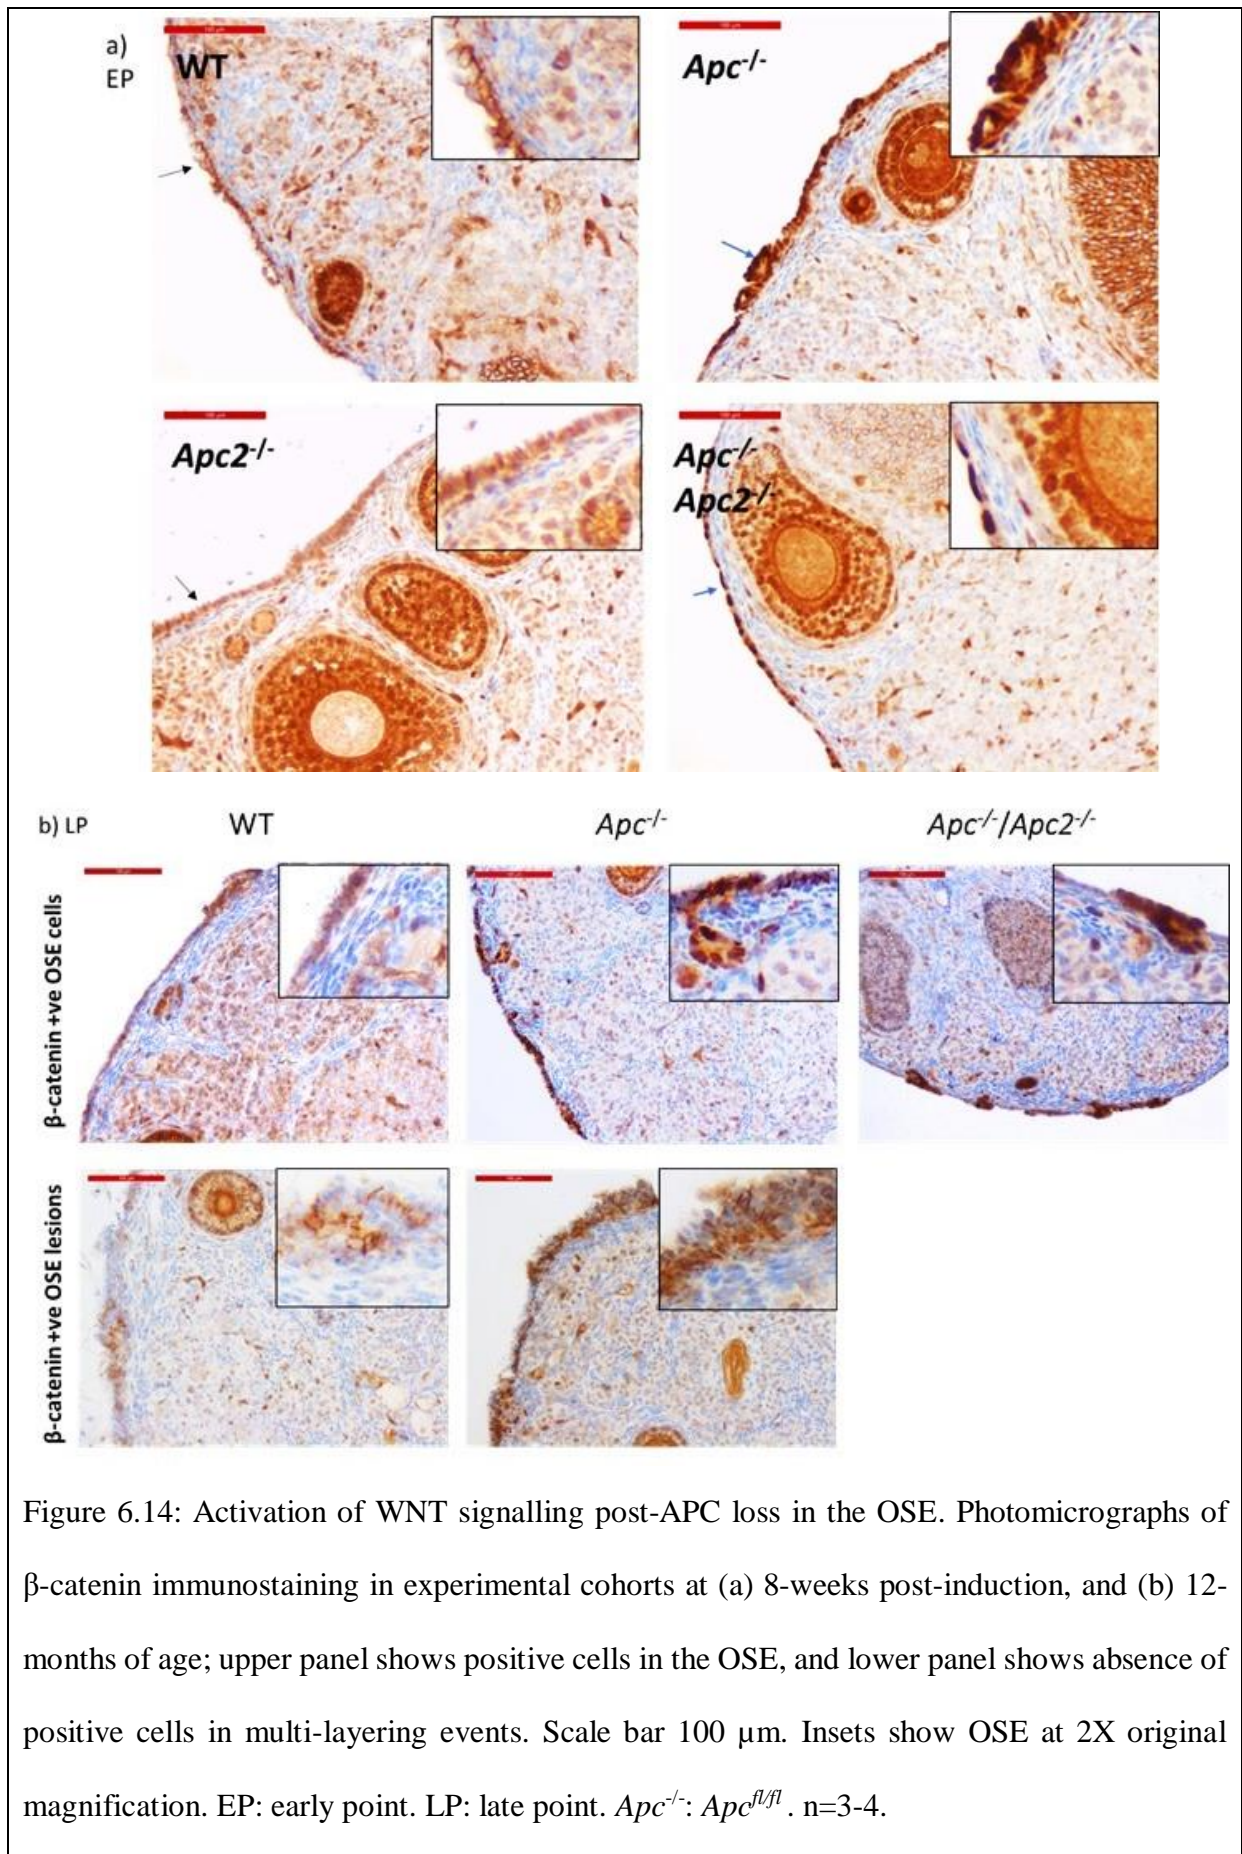 a)
EP
WT
Apc-/-
Apc2-/-
Apc-/-
Apc2-/-
b) LP
WT
Apc-/-
Apc-/-/Apc2-/-
β-catenin +ve OSE cells
β-catenin +ve OSE lesions
Figure 6.14: Activation of WNT signalling post-APC loss in the OSE. Photomicrographs of
β-catenin immunostaining in experimental cohorts at (a) 8-weeks post-induction, and (b) 12-
months of age; upper panel shows positive cells in the OSE, and lower panel shows absence of
positive cells in multi-layering events. Scale bar 100 µm. Insets show OSE at 2X original
magnification. EP: early point. LP: late point. Apc-/-: Apcfl/fl . n=3-4.